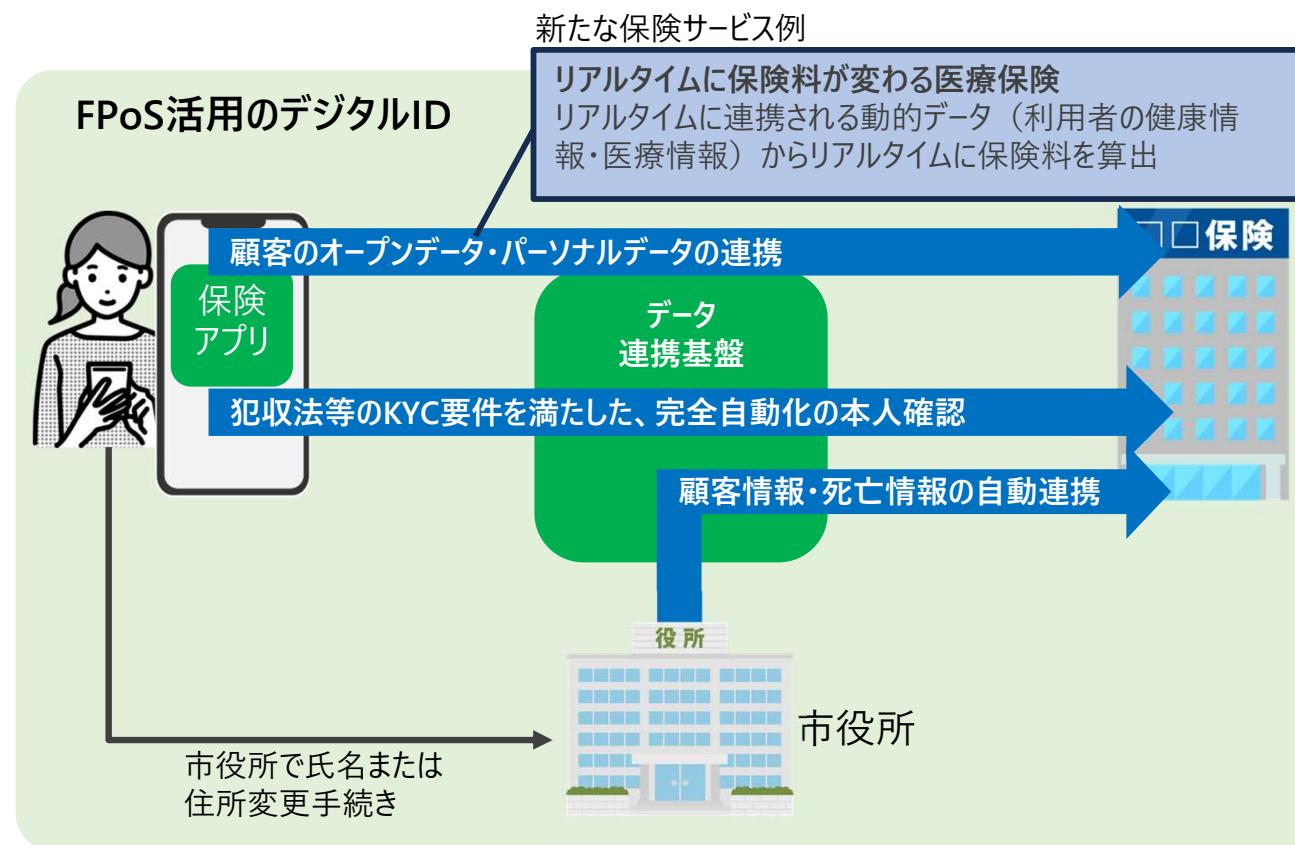 新たな保険サービス例
リアルタイムに保険料が変わる医療保険
リアルタイムに連携される動的データ（利用者の健康情
報・医療情報）からリアルタイムに保険料を算出
FPoS活用のデジタルID
顧客のオープンデータ・パーソナルデータの連携
□□保険
保険
アプリ
データ
連携基盤
犯収法等のKYC要件を満たした、完全自動化の本人確認
顧客情報・死亡情報の自動連携
役所
市役所
市役所で氏名または
住所変更手続き